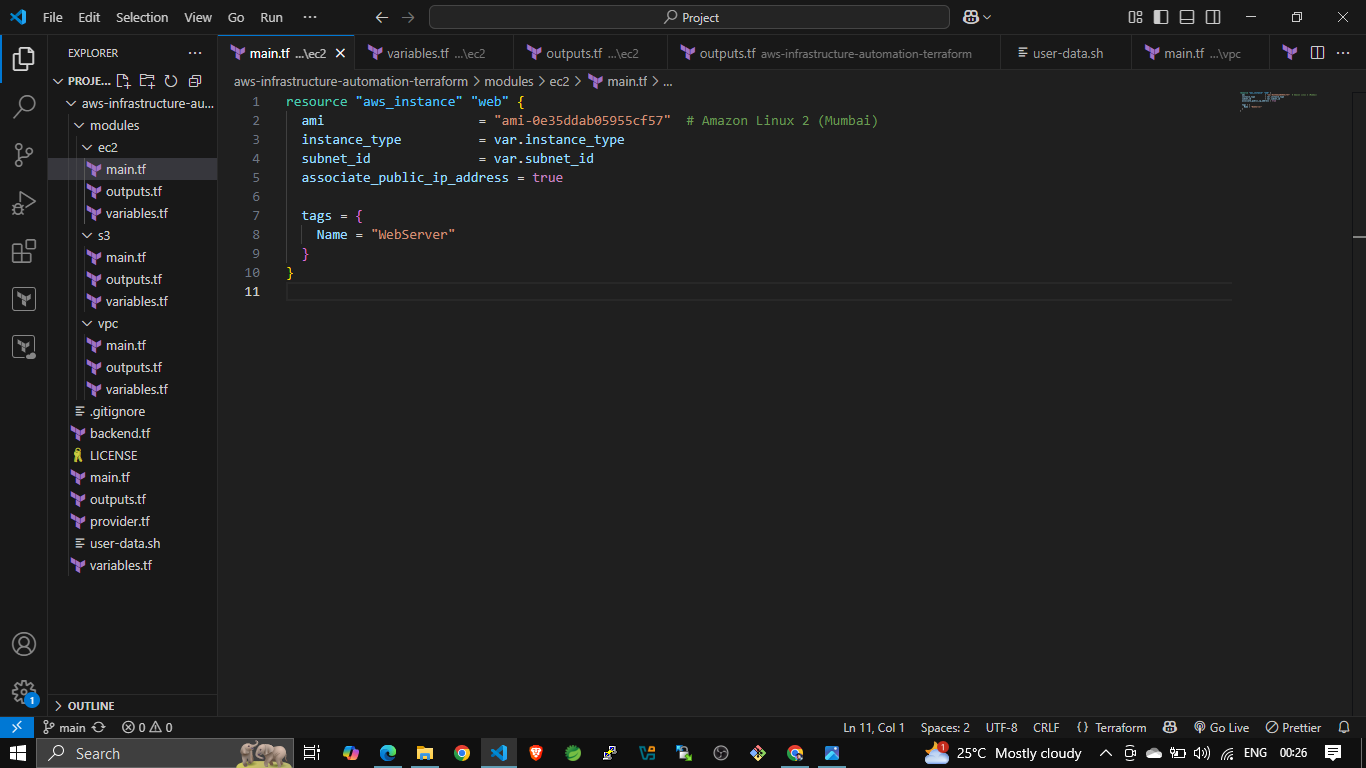 File Edit Selection View Go Run ···
Project
EXPLORER ···
main.tf ...\ec2
variables.tf ...\ec2
outputs.tf ...\ec2
outputs.tf aws-infrastructure-automation-terraform
user-data.sh
main.tf ...\vpc
PROJE...
aws-infrastructure-automation-terraform > modules > ec2 > main.tf > ...
aws-infrastructure-au...
modules
ec2
main.tf
outputs.tf
variables.tf
s3
main.tf
outputs.tf
variables.tf
vpc
main.tf
outputs.tf
variables.tf
.gitignore
backend.tf
LICENSE
main.tf
outputs.tf
provider.tf
user-data.sh
variables.tf
OUTLINE
1 resource "aws_instance" "web" {
2 ami = "ami-0e35ddab05955cf57" # Amazon Linux 2 (Mumbai)
3 instance_type = var.instance_type
4 subnet_id = var.subnet_id
5 associate_public_ip_address = true
6
7 tags = {
8 Name = "WebServer"
9 }
10 }
11
1
main 0 0 Ln 11, Col 1 Spaces: 2 UTF-8 CRLF {} Terraform Go Live Prettier
Search 1 25°C Mostly cloudy ENG 00:26